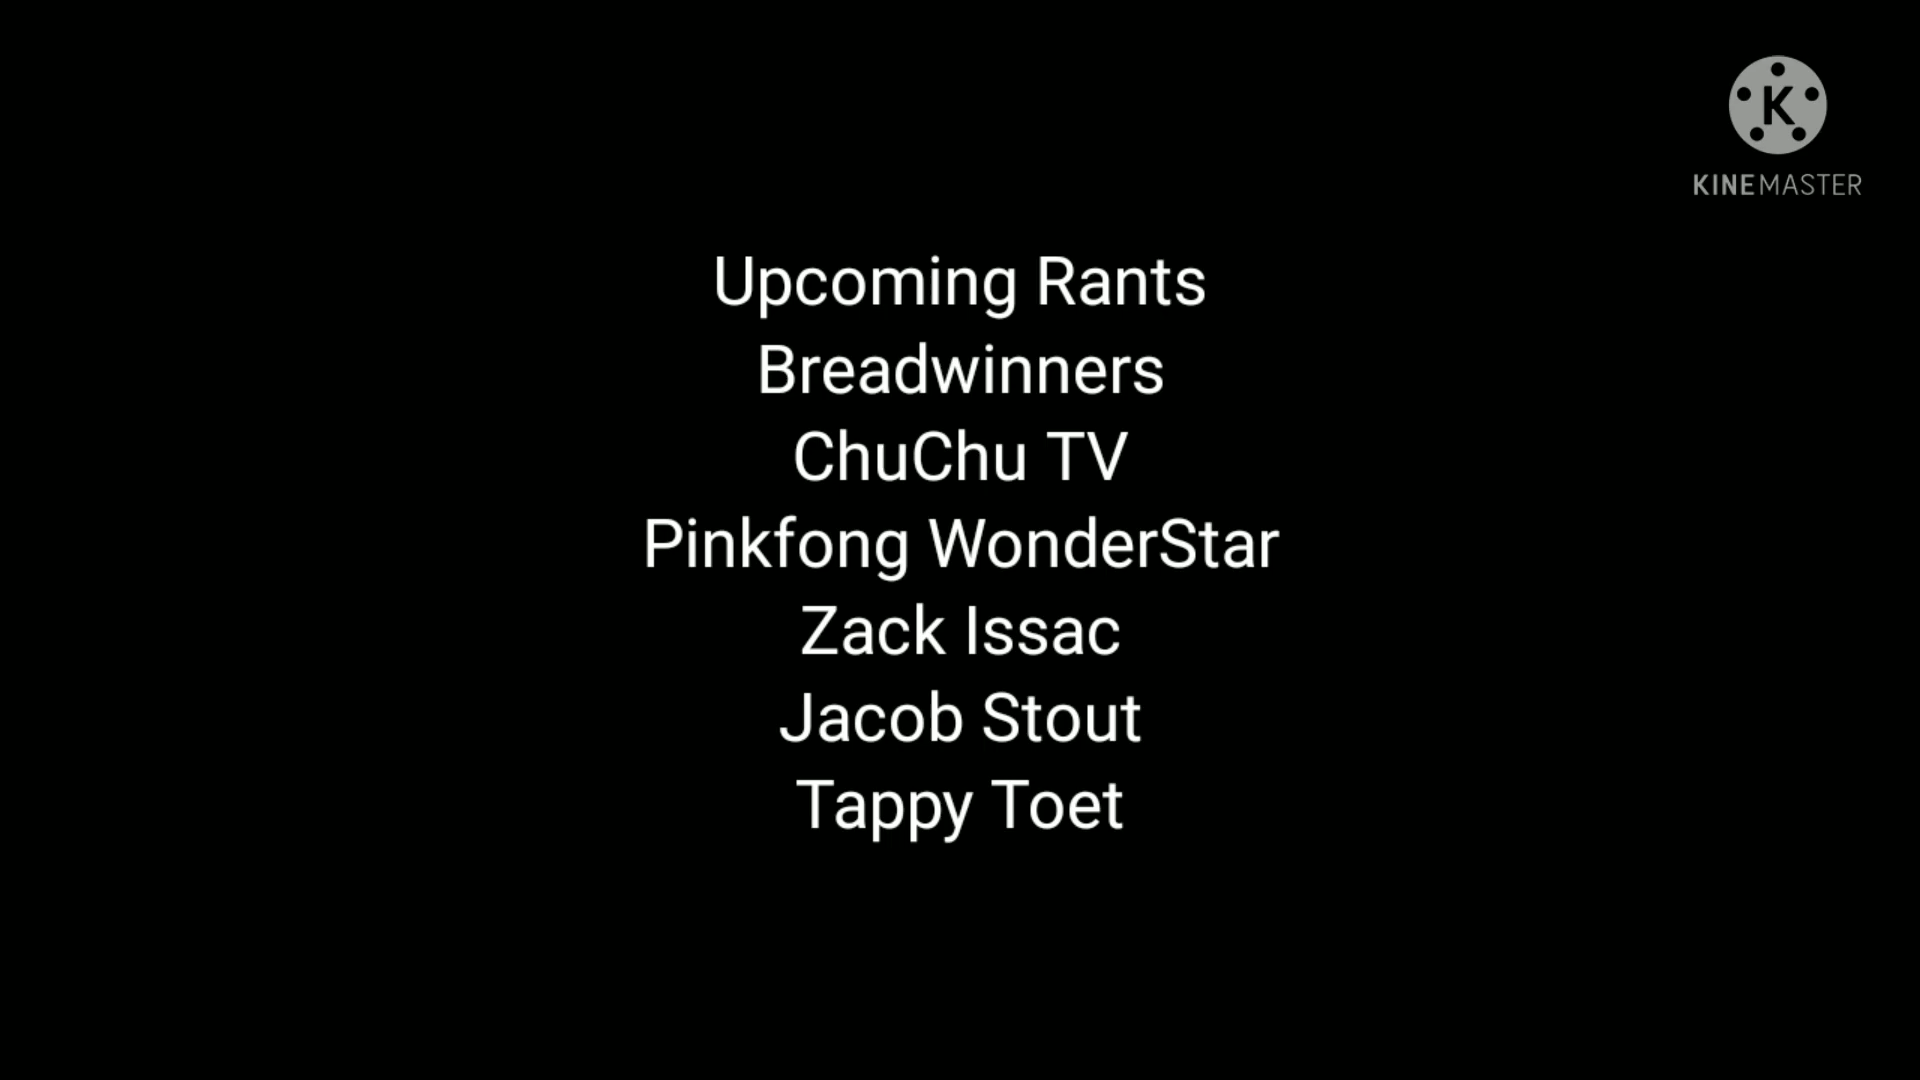 K
KINEMASTER
Upcoming Rants
Breadwinners
ChuChu TV
Pinkfong WonderStar
Zack Issac
Jacob Stout
Tappy Toet